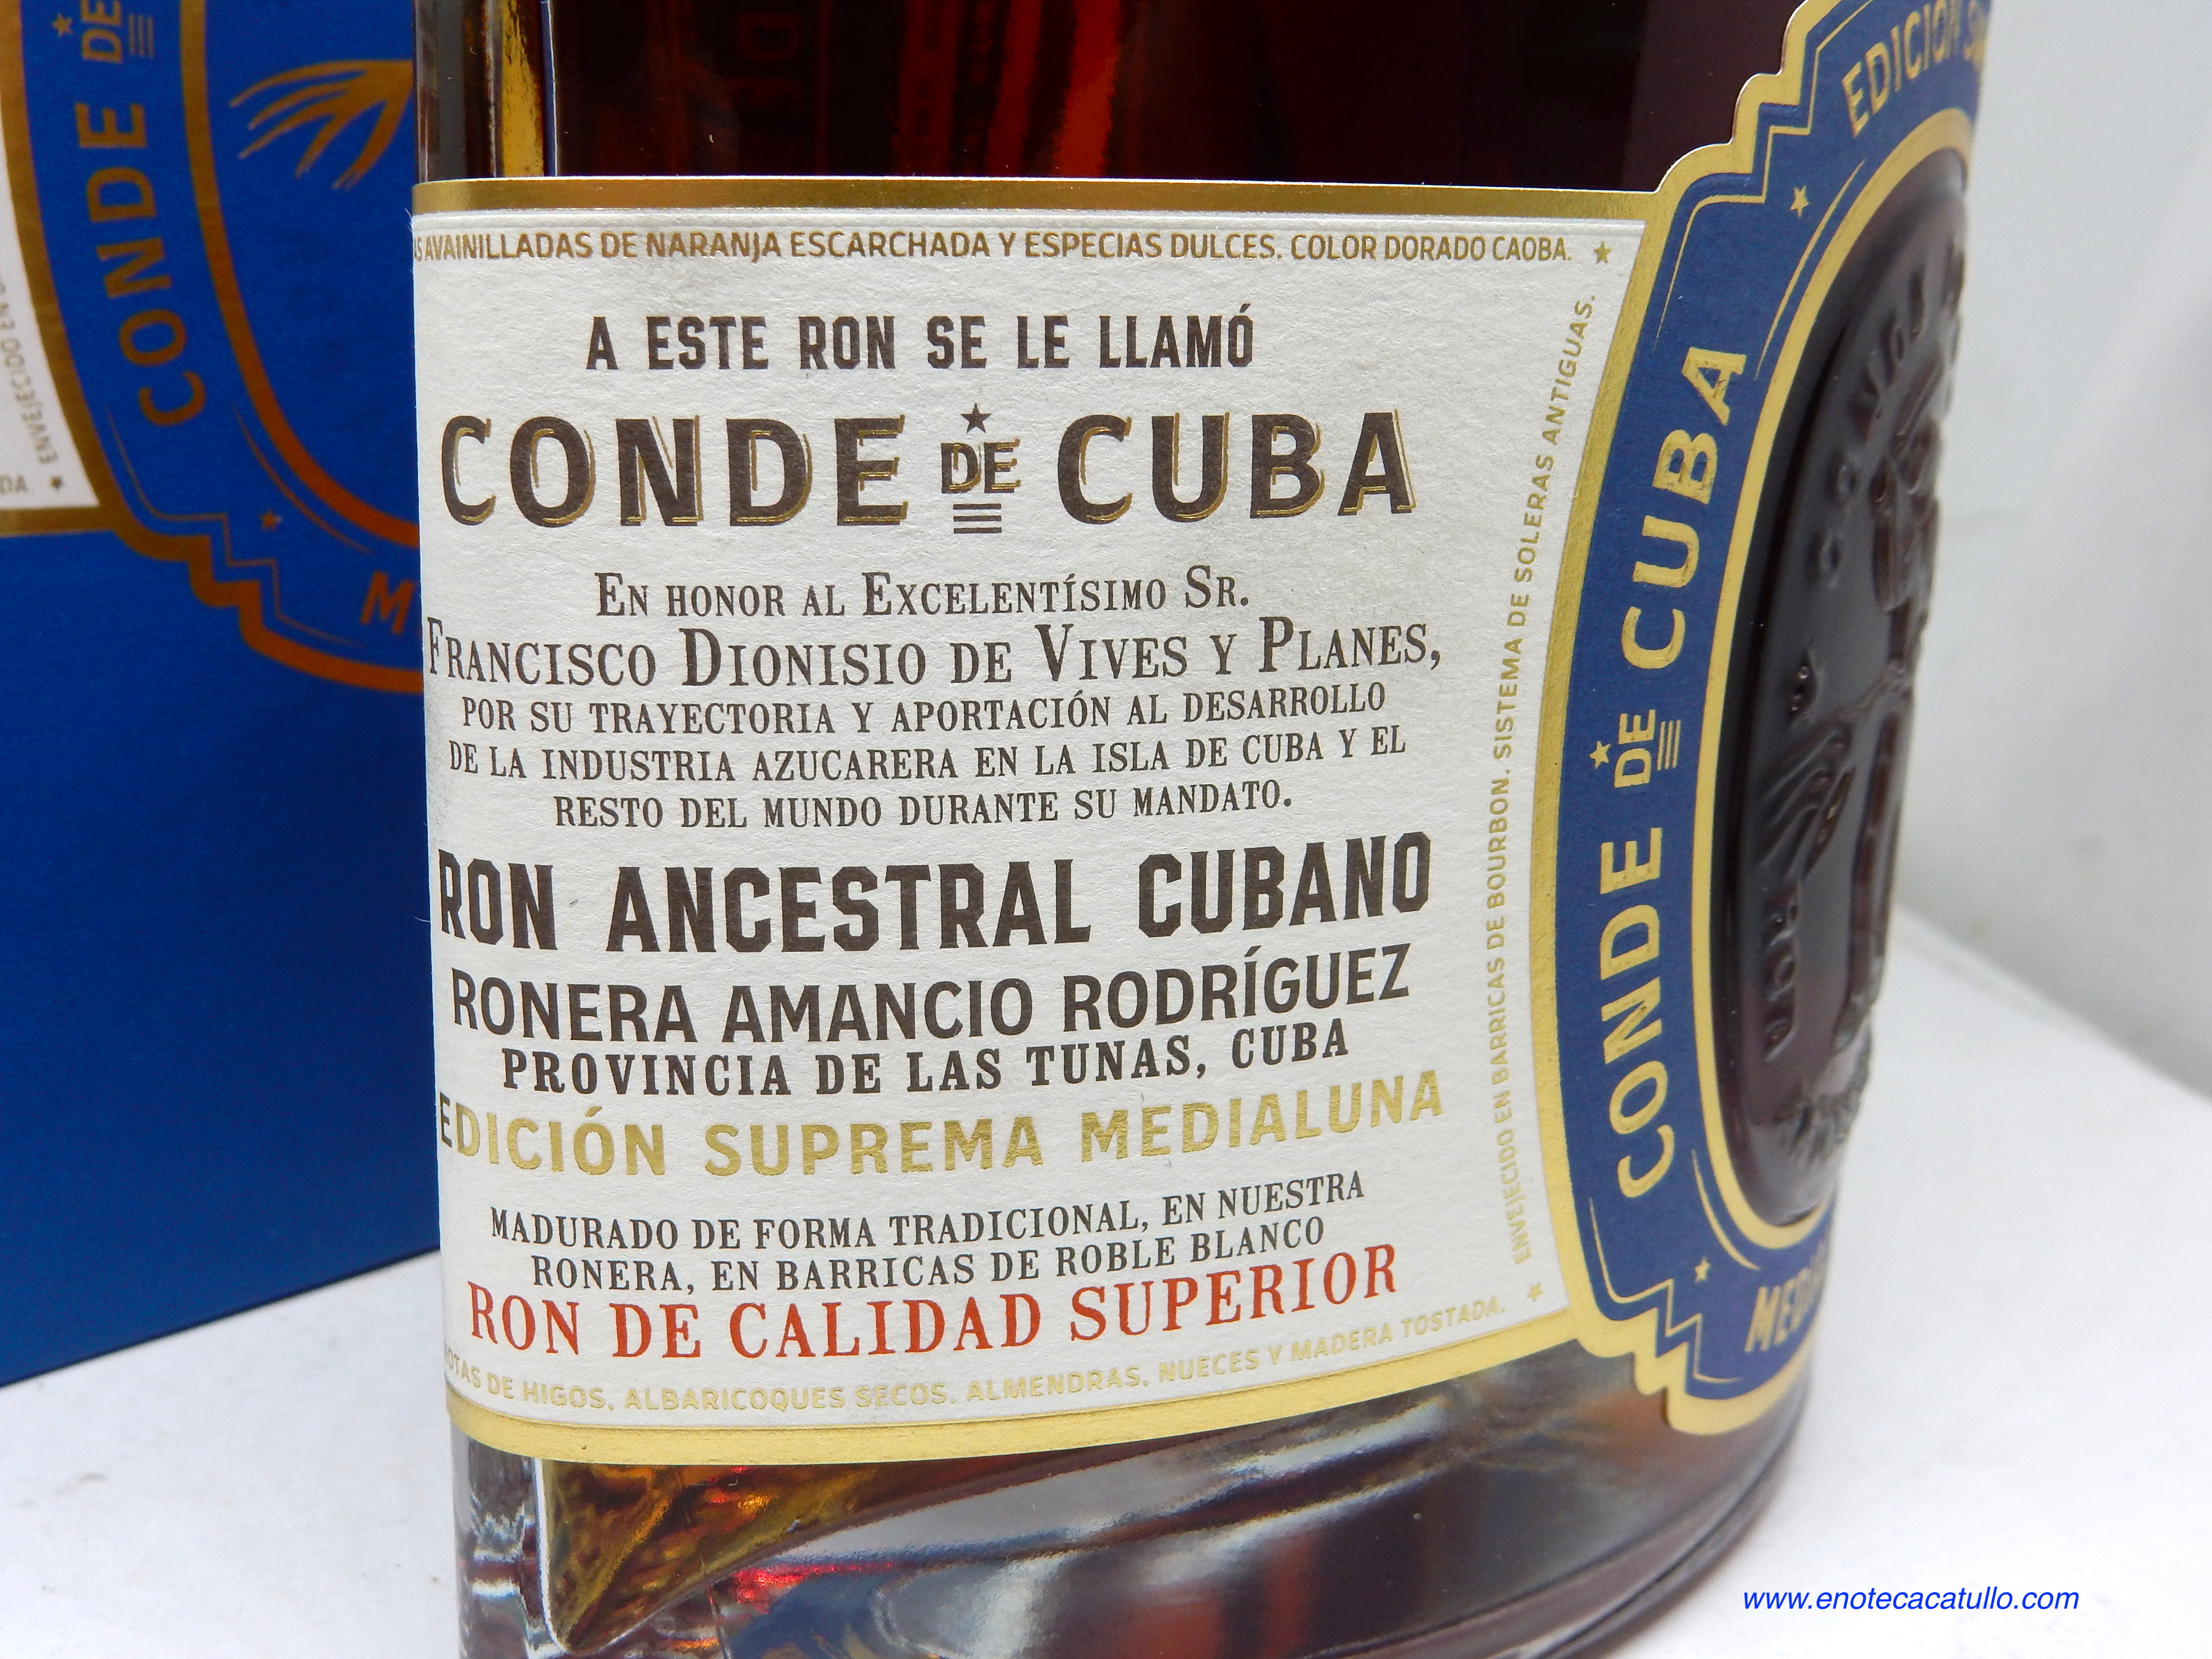 AVAINILLADAS DE NARANJA ESCARCHADA Y ESPECIAS DULCES. COLOR DORADO CAOBA.
A ESTE RON SE LE LLAMÓ
CONDE DE CUBA
EN HONOR AL EXCELENTÍSIMO SR.
FRANCISCO DIONISIO DE VIVES Y PLANES,
POR SU TRAYECTORIA Y APORTACIÓN AL DESARROLLO
DE LA INDUSTRIA AZUCARERA EN LA ISLA DE CUBA Y EL
RESTO DEL MUNDO DURANTE SU MANDATO.
RON ANCESTRAL CUBANO
RONERA AMANCIO RODRÍGUEZ
PROVINCIA DE LAS TUNAS, CUBA
EDICIÓN SUPREMA MEDIALUNA
MADURADO DE FORMA TRADICIONAL, EN NUESTRA
RONERA, EN BARRICAS DE ROBLE BLANCO
RON DE CALIDAD SUPERIOR
NOTAS DE HIGOS, ALBARICOQUES SECOS, ALMENDRAS, NUECES Y MADERA TOSTADA.
ENVEJECIDO EN BARRICAS DE BOURBON. SISTEMA DE SOLERAS ANTIGUAS.
EDICIÓN
CONDE DE CUBA
CONDE DE
ENVEJECIDO EN
www.enotecacatullo.com